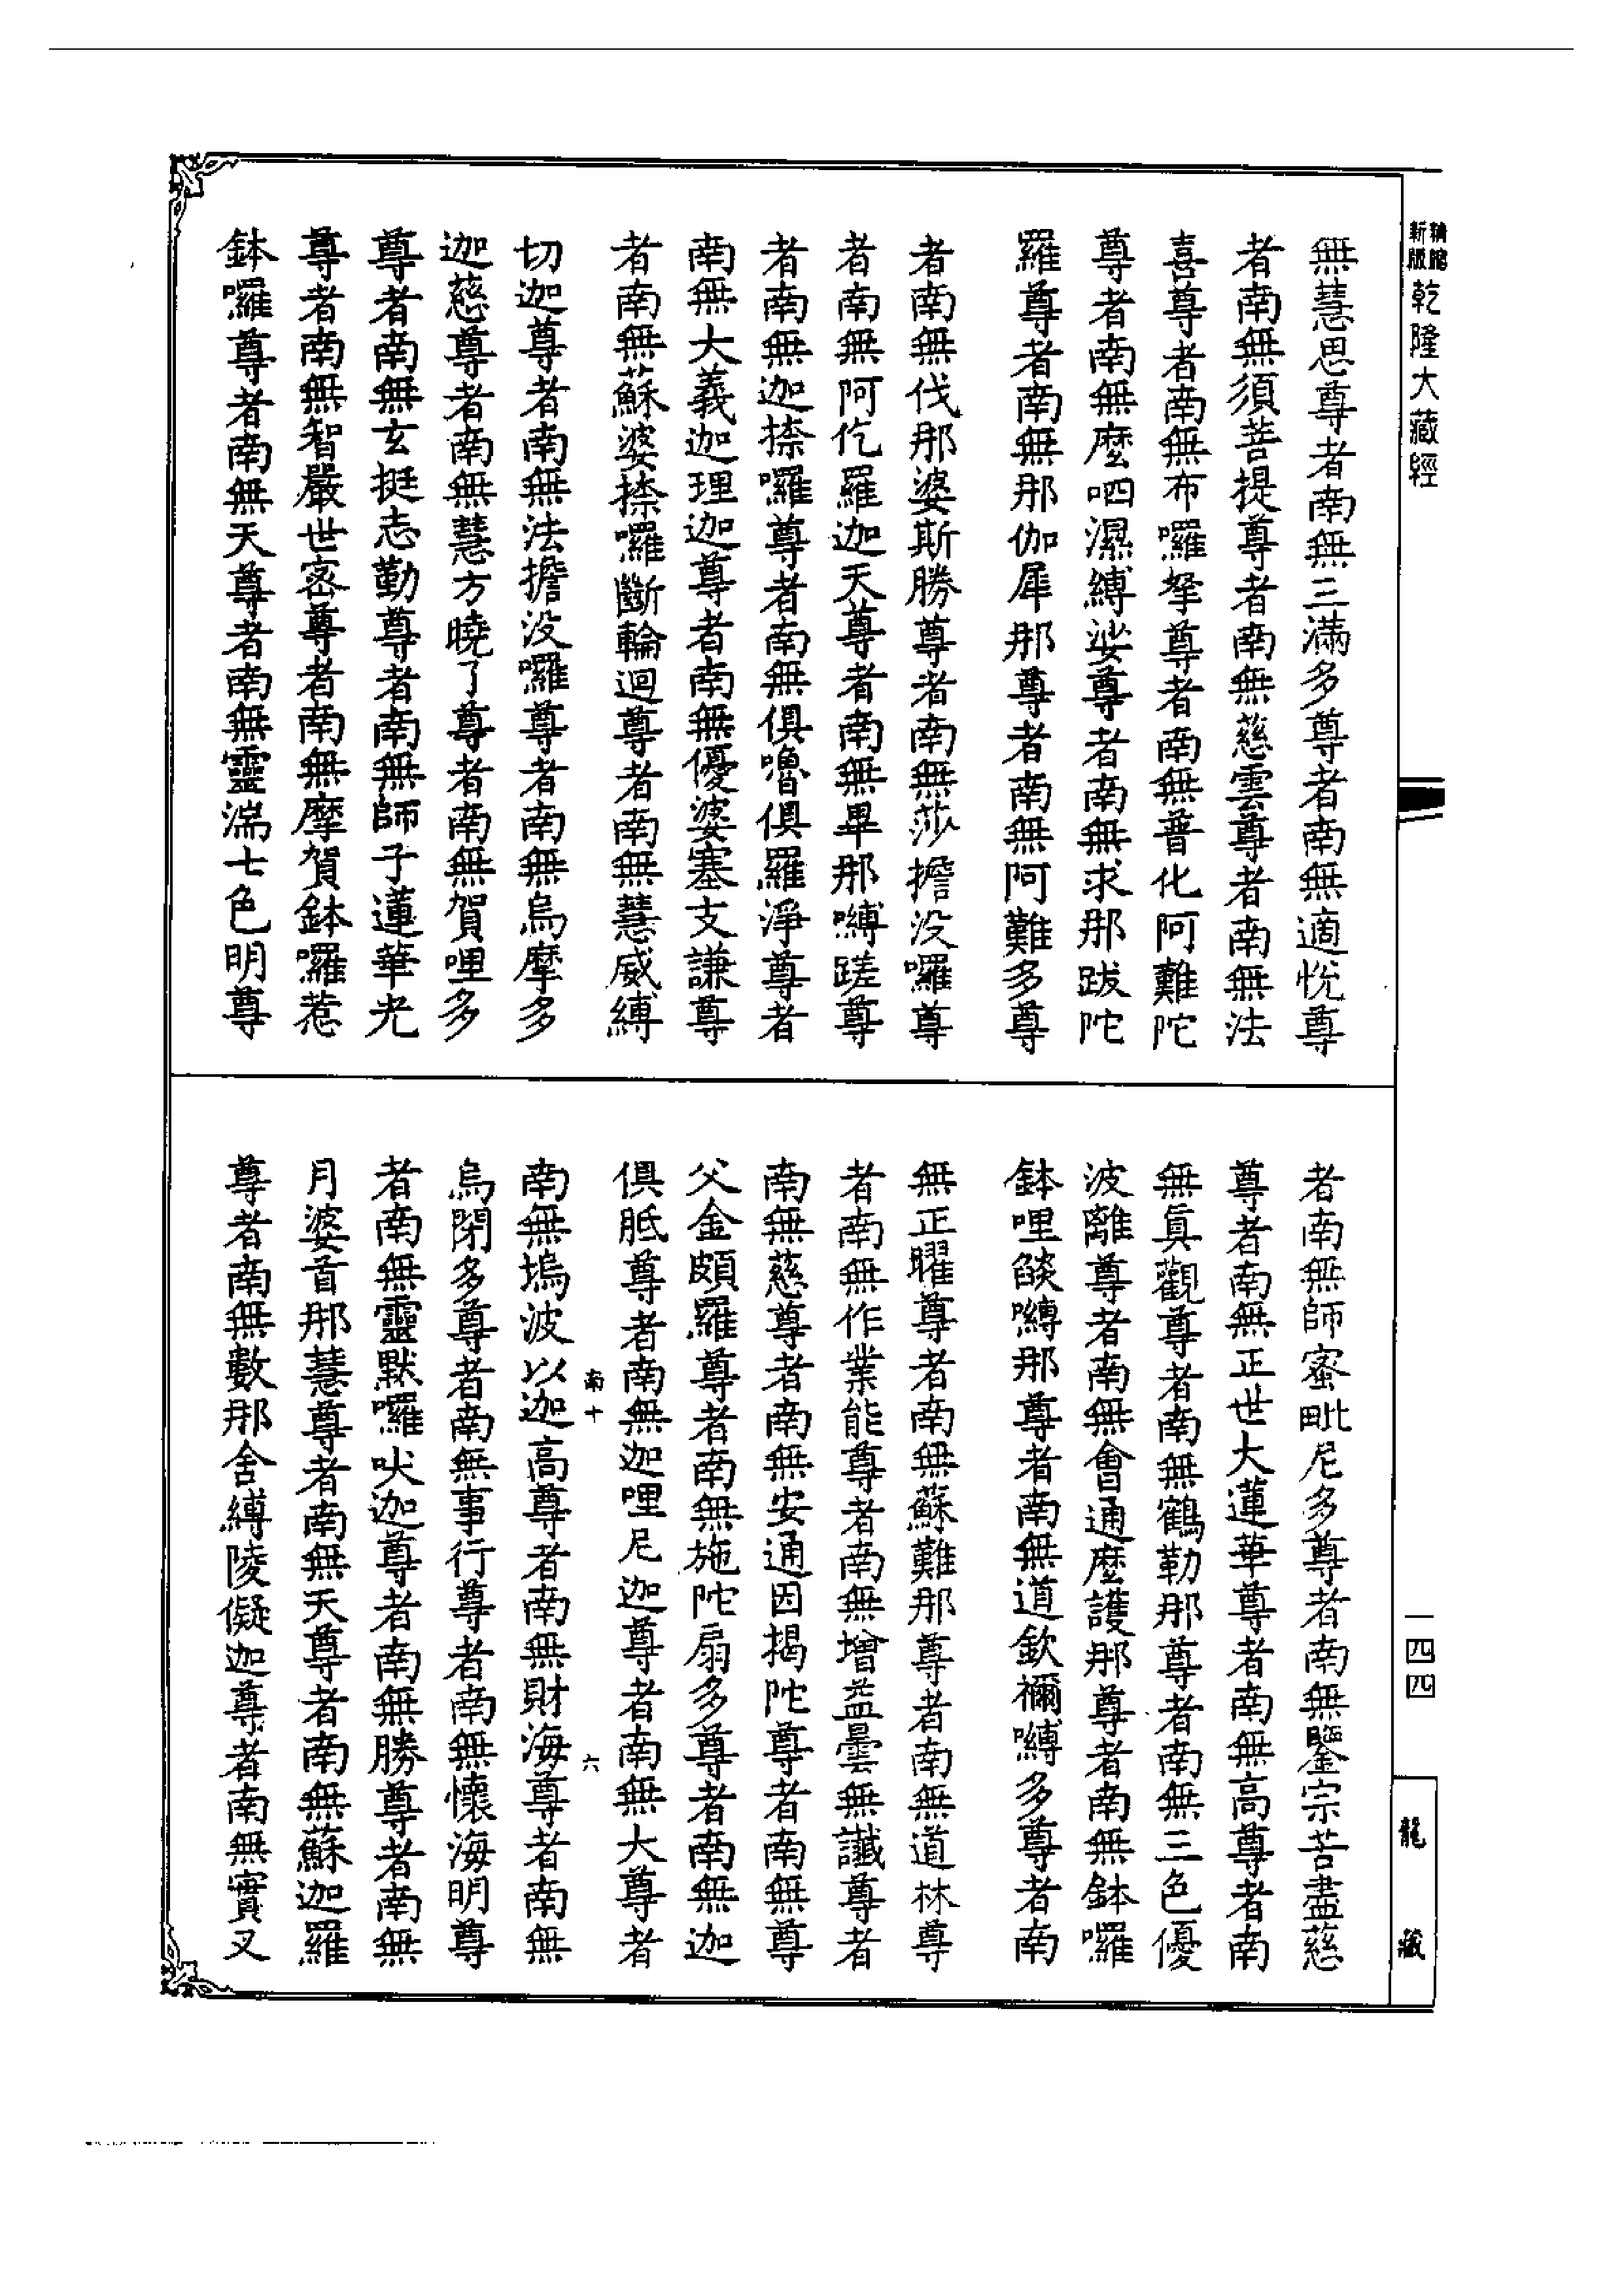 新版
乾隆大藏經
無慧思尊者南無三滿多尊者南無適悅尊
者南無須菩提尊者南無慈雲尊者南無法
喜尊者南無布囉拏尊者南無普化阿難陀
尊者南無麼呬濕縛娑尊者南無求那跋陀
羅尊者南無那伽犀那尊者南無阿難多尊
者南無伐那婆斯勝尊者南無莎擔没囉尊
者南無阿仡羅迦天尊者南無畢那嚩蹉尊
者南無迦捺囉尊者南無俱嚕俱羅淨尊者
南無大義迦理迦尊者南無優婆塞支謙尊
者南無蘇婆捺囉斷輪迴尊者南無慧威縛
切迦尊者南無法擔没囉尊者南無烏摩多
迦慈尊者南無慧方曉了尊者南無賀哩多
尊者南無玄挺志勤尊者南無師子蓮華光
尊者南無智嚴世密尊者南無摩賀鉢囉惹
鉢囉尊者南無天尊者南無靈湍七色明尊
者南無師蜜毗尼多尊者南無鑒宗苦盡慈
尊者南無正世大蓮華尊者南無高尊者南
無真觀尊者南無鶴勒那尊者南無三色優
波離尊者南無會通麼護那尊者南無鉢囉
鉢哩燄嚩那尊者南無道欽禰嚩多尊者南
無正曜尊者南無蘇難那尊者南無道林尊
者南無作業能尊者南無增益曇無讖尊者
南無慈尊者南無安通因揭陀尊者南無尊
父金頗羅尊者南無施陀扇多尊者南無迦
俱胝尊者南無迦哩尼迦尊者南無大尊者
南十 六
南無塢波以迦高尊者南無財海尊者南無
烏閉多尊者南無事行尊者南無懷海明尊
者南無靈默囉吠迦尊者南無勝尊者南無
月婆首那慧尊者南無天尊者南無蘇迦羅
尊者南無數那舍縛陵儗迦尊者南無實叉
一四四
龍藏